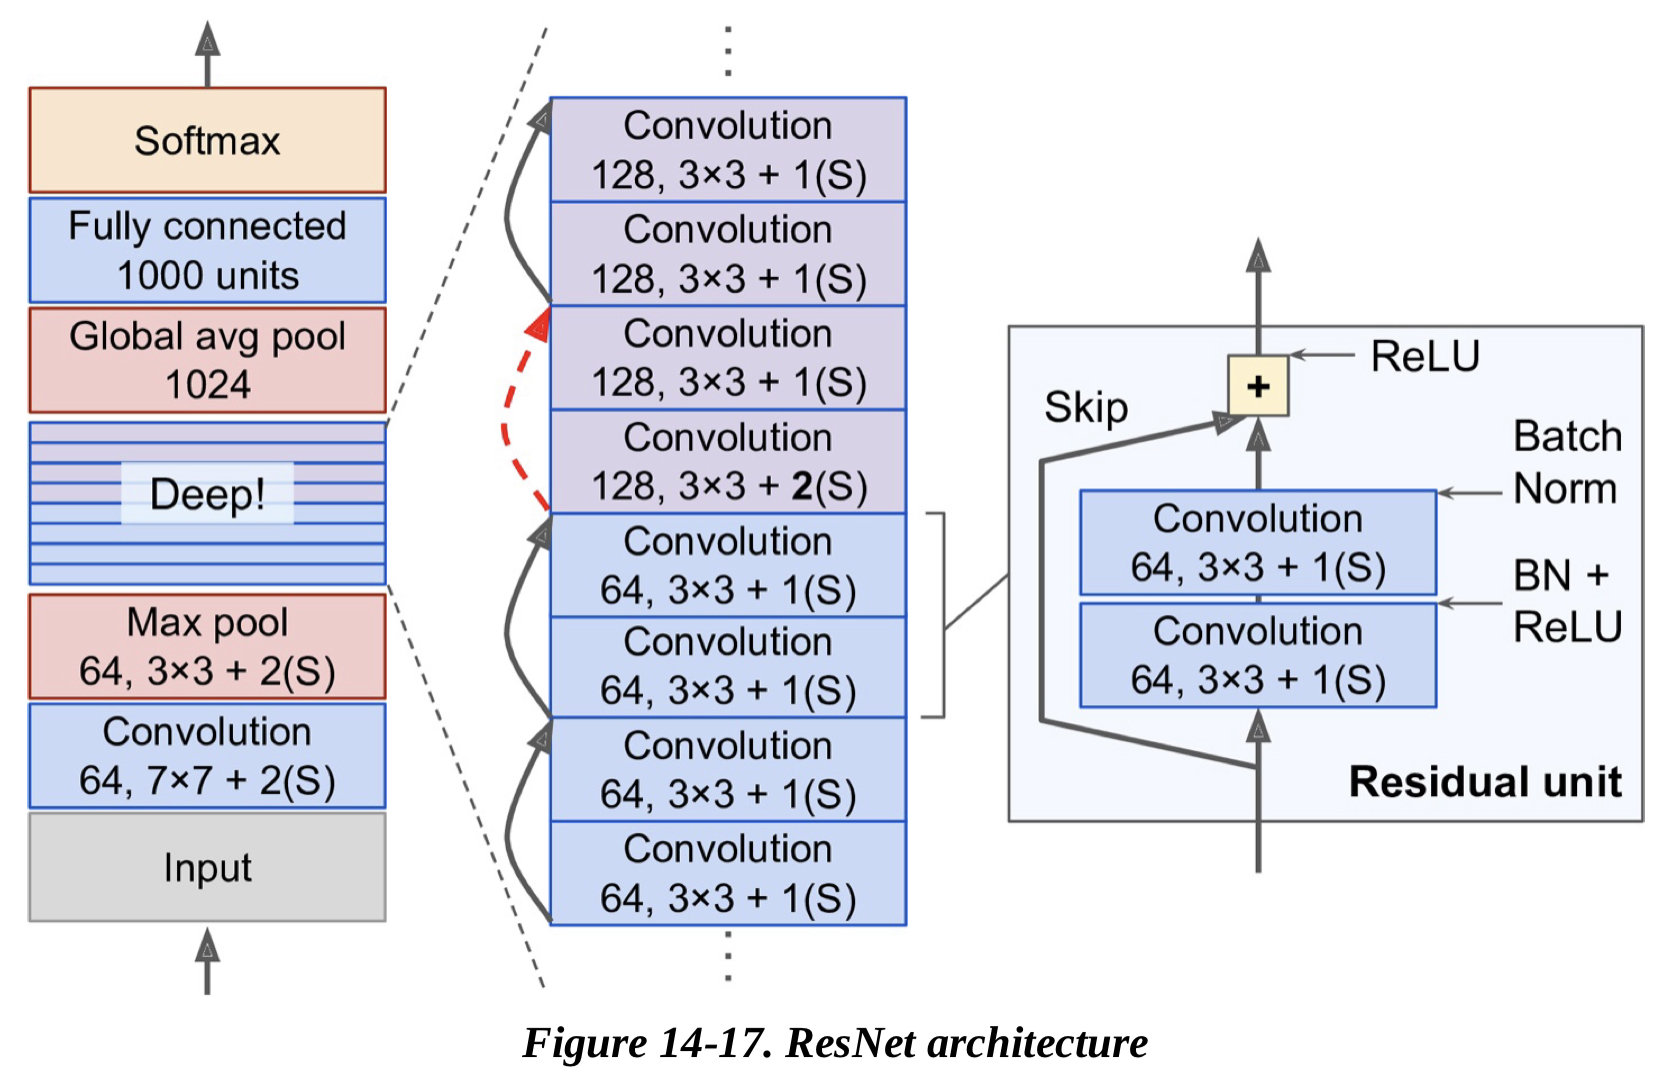 Softmax
Fully connected
1000 units
Global avg pool
1024
Deep!
Max pool
64, 3×3 + 2(S)
Convolution
64, 7×7 + 2(S)
Input
Convolution
128, 3×3 + 1(S)
Convolution
128, 3×3 + 1(S)
Convolution
128, 3×3 + 1(S)
Convolution
128, 3×3 + 2(S)
Convolution
64, 3×3 + 1(S)
Convolution
64, 3×3 + 1(S)
Convolution
64, 3×3 + 1(S)
Convolution
64, 3×3 + 1(S)
ReLU
+
Skip
Batch
Norm
Convolution
64, 3×3 + 1(S)
BN +
ReLU
Convolution
64, 3×3 + 1(S)
Residual unit
Figure 14-17. ResNet architecture